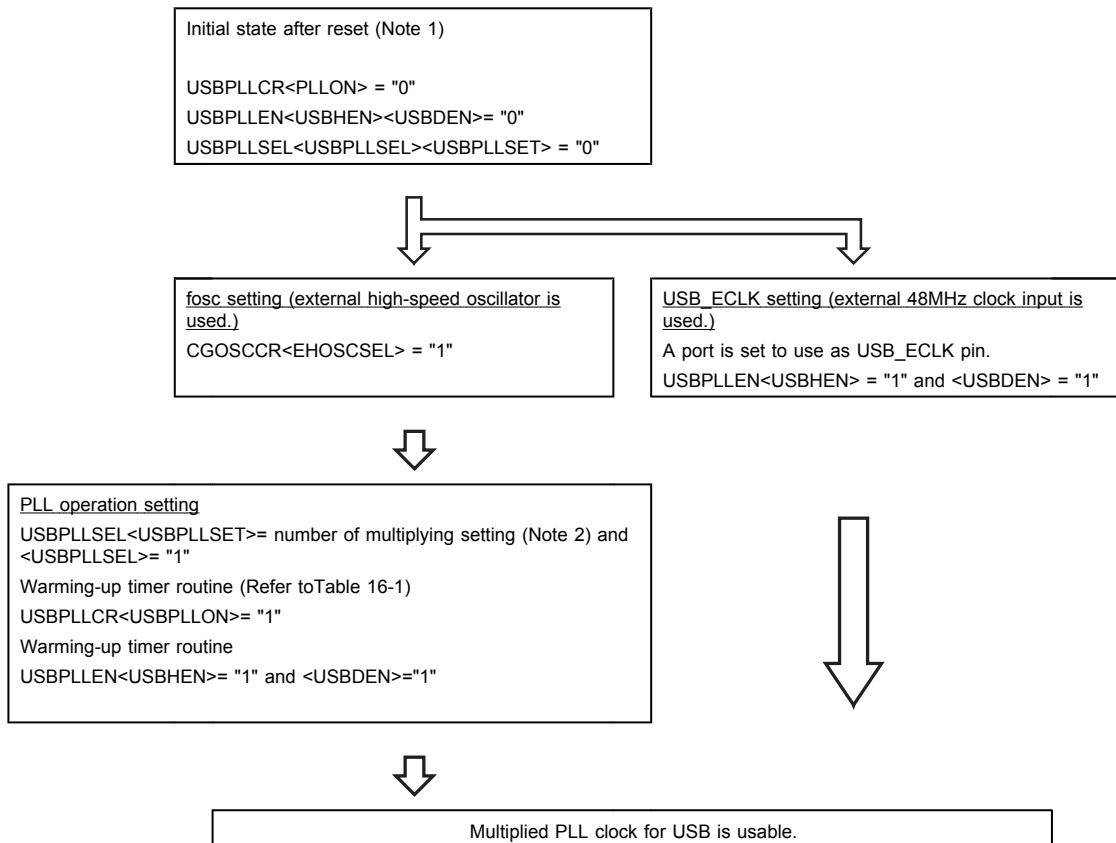 Initial state after reset (Note 1)
USBPLLCR<PLLON> = "0"
USBPLLEN<USBHEN><USBDEN>= "0"
USBPLLSEL<USBPLLSEL><USBPLLSET> = "0"
fosc setting (external high-speed oscillator is
used.)
CGOSCCR<EHOSCSEL> = "1"
USB_ECLK setting (external 48MHz clock input is
used.)
A port is set to use as USB_ECLK pin.
USBPLLEN<USBHEN> = "1" and <USBDEN> = "1"
PLL operation setting
USBPLLSEL<USBPLLSET>= number of multiplying setting (Note 2) and
<USBPLLSEL>= "1"
Warming-up timer routine (Refer toTable 16-1)
USBPLLCR<USBPLLON>= "1"
Warming-up timer routine
USBPLLEN<USBHEN>= "1" and <USBDEN>="1"
Multiplied PLL clock for USB is usable.